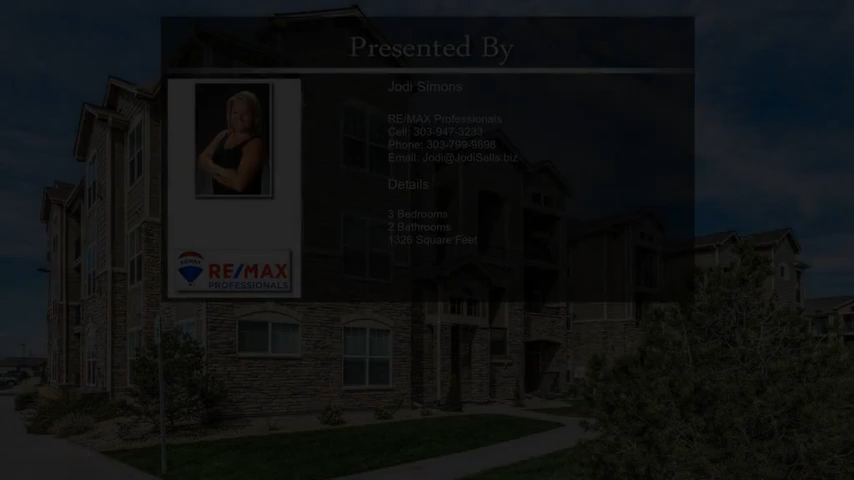 Presented By
Jodi Simons
RE/MAX Professionals
Cell: 303-947-3233
Phone: 303-799-9898
Email: Jodi@JodiSells.biz
Details
3 Bedrooms
2 Bathrooms
1326 Square Feet
RE/MAX
PROFESSIONALS